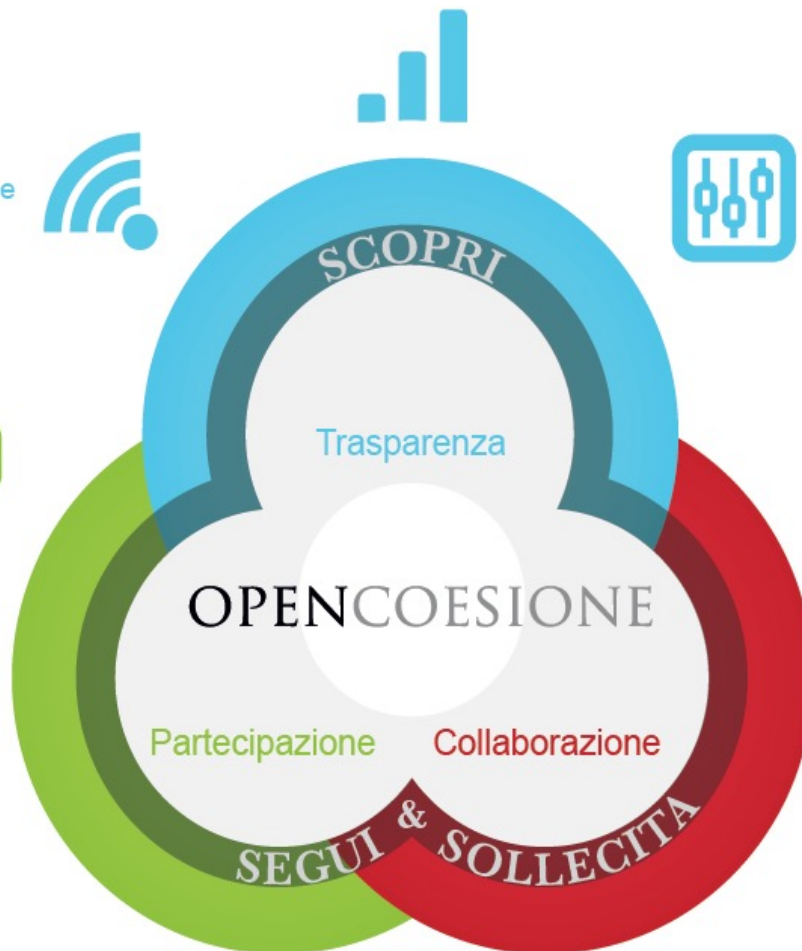 e
SCOPRI
Trasparenza
OPENCOESIONE
Partecipazione
Collaborazione
SEGUI & SOLLECITA